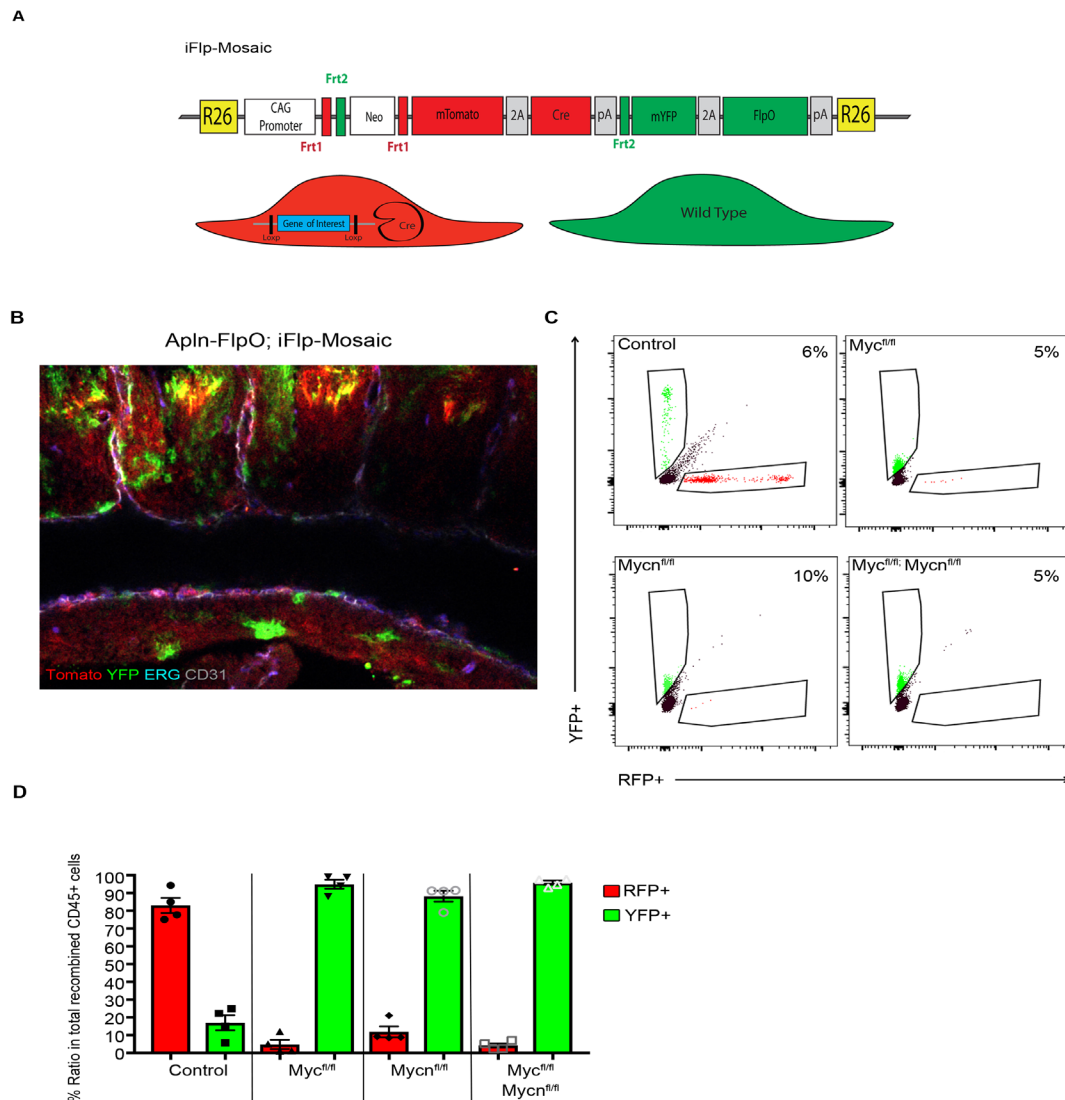 A
iFlp-Mosaic
Frt2
R26
CAG Promoter
Neo
mTomato
2A
Cre
pA
mYFP
2A
FlpO
pA
R26
Frt1
Frt1
Frt2
Gene of Interest
Loxp
Loxp
Cre
Wild Type
B
Apln-FlpO; iFlp-Mosaic
Tomato YFP ERG CD31
C
Control
6%
Myc fl/fl
5%
Mycn fl/fl
10%
Myc fl/fl; Mycn fl/fl
5%
YFP+
RFP+
D
% Ratio in total recombined CD45+ cells
100
90
80
70
60
50
40
30
20
10
0
Control
Myc fl/fl
Mycn fl/fl
Myc fl/fl
Mycn fl/fl
RFP+
YFP+